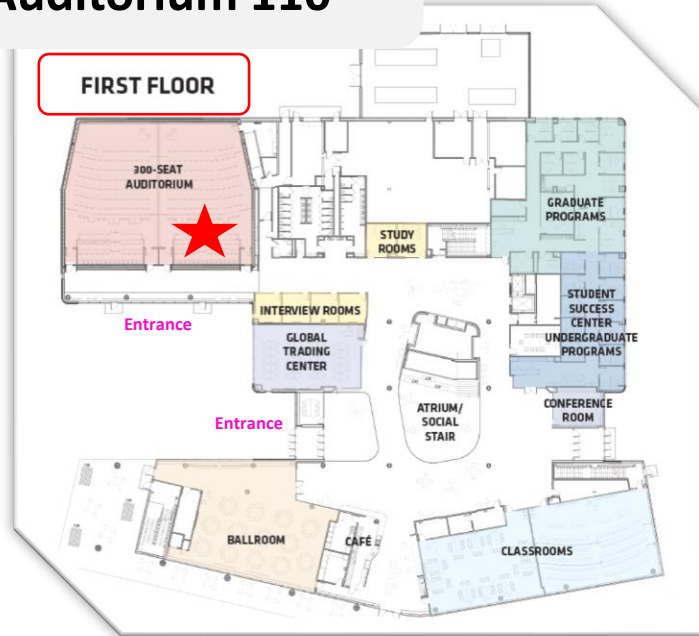 Auditorium 110
FIRST FLOOR
300-SEAT
AUDITORIUM
GRADUATE
PROGRAMS
STUDY
ROOMS
STUDENT
SUCCESS
CENTER
UNDERGRADUATE
PROGRAMS
Entrance
INTERVIEW ROOMS
GLOBAL
TRADING
CENTER
ATRIUM/
SOCIAL
STAIR
CONFERENCE
ROOM
Entrance
BALLROOM
CAFÉ
CLASSROOMS